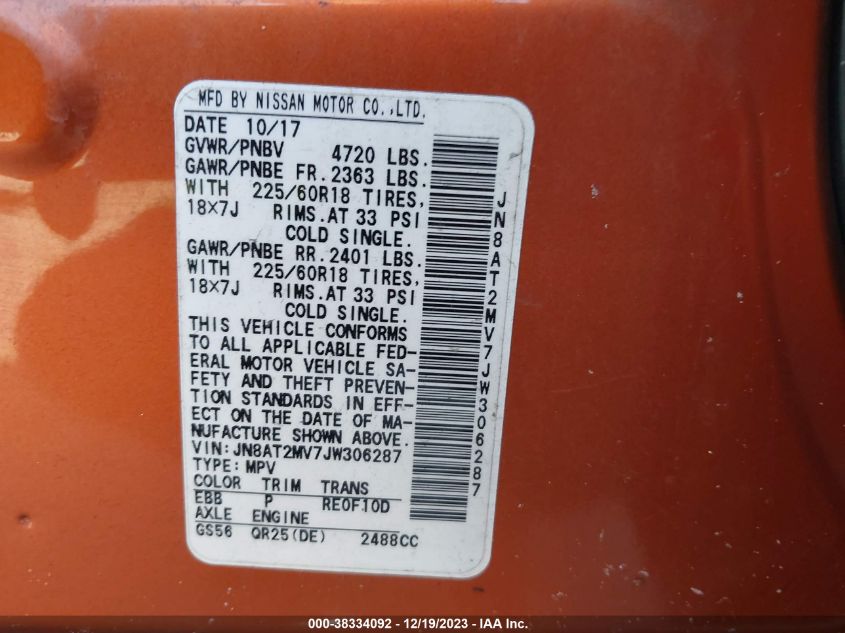 MFD BY NISSAN MOTOR CO.,LTD.
DATE 10/17
GVWR/PNBV 4720 LBS.
GAWR/PNBE FR.2363 LBS.
WITH 225/60R18 TIRES,
18X7J RIMS.AT 33 PSI
COLD SINGLE.
GAWR/PNBE RR.2401 LBS.
WITH 225/60R18 TIRES,
18X7J RIMS.AT 33 PSI
COLD SINGLE.
THIS VEHICLE CONFORMS
TO ALL APPLICABLE FED-
ERAL MOTOR VEHICLE SA-
FETY AND THEFT PREVEN-
TION STANDARDS IN EFF-
ECT ON THE DATE OF MA-
NUFACTURE SHOWN ABOVE.
VIN:JN8AT2MV7JW306287
TYPE:MPV
COLOR TRIM TRANS
EBB P RE0F10D
AXLE ENGINE
GS56 QR25(DE) 2488CC
JN8AT2MV7JW306287
000-38334092 - 12/19/2023 - IAA Inc.